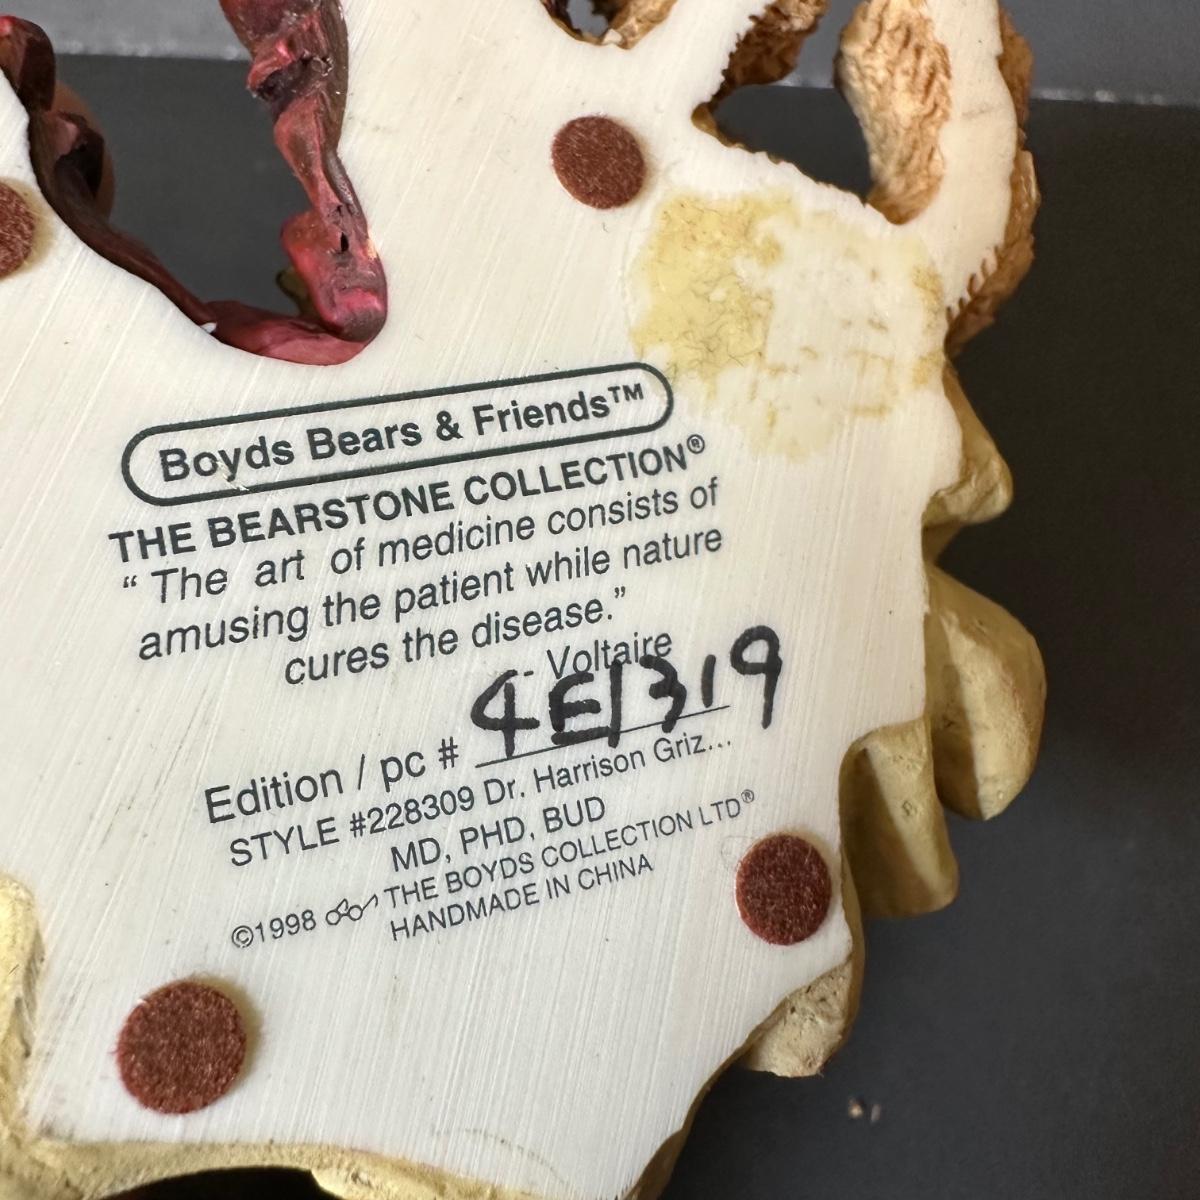 Boyds Bears & Friends™
THE BEARSTONE COLLECTION®
“ The art of medicine consists of
amusing the patient while nature
cures the disease.”
-- Voltaire
Edition / pc # 4E/319
STYLE #228309 Dr. Harrison Griz...
MD, PHD, BUD
©1998 THE BOYDS COLLECTION LTD®
HANDMADE IN CHINA